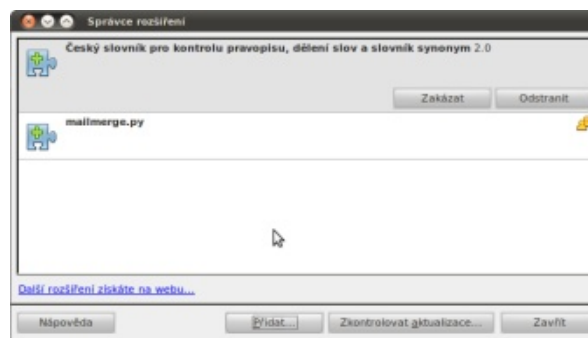 Správce rozšíření
Český slovník pro kontrolu pravopisu, dělení slov a slovník synonym 2.0
Zakázat
Odstranit
mailmerge.py
Další rozšíření získáte na webu...
Nápověda
Přidat...
Zkontrolovat aktualizace...
Zavřít